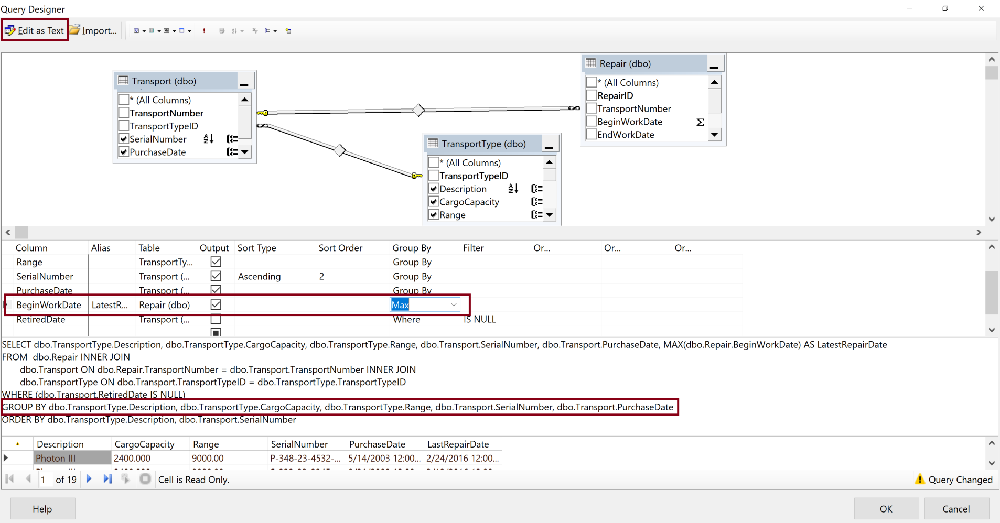 Query Designer
Edit as Text Import...
Transport (dbo)
* (All Columns)
TransportNumber
TransportTypeID
SerialNumber
PurchaseDate
TransportType (dbo)
* (All Columns)
TransportTypeID
Description
CargoCapacity
Range
Repair (dbo)
* (All Columns)
RepairID
TransportNumber
BeginWorkDate
EndWorkDate
Column Alias Table Output Sort Type Sort Order Group By Filter Or... Or... Or...
Range TransportTy... Group By
SerialNumber Transport (... Ascending 2 Group By
PurchaseDate Transport (... Group By
BeginWorkDate LatestR... Repair (dbo) Max
RetiredDate Transport (... Where IS NULL
SELECT dbo.TransportType.Description, dbo.TransportType.CargoCapacity, dbo.TransportType.Range, dbo.Transport.SerialNumber, dbo.Transport.PurchaseDate, MAX(dbo.Repair.BeginWorkDate) AS LatestRepairDate
FROM dbo.Repair INNER JOIN
dbo.Transport ON dbo.Repair.TransportNumber = dbo.Transport.TransportNumber INNER JOIN
dbo.TransportType ON dbo.Transport.TransportTypeID = dbo.TransportType.TransportTypeID
WHERE (dbo.Transport.RetiredDate IS NULL)
GROUP BY dbo.TransportType.Description, dbo.TransportType.CargoCapacity, dbo.TransportType.Range, dbo.Transport.SerialNumber, dbo.Transport.PurchaseDate
ORDER BY dbo.TransportType.Description, dbo.Transport.SerialNumber
Description CargoCapacity Range SerialNumber PurchaseDate LastRepairDate
Photon III 2400.000 9000.00 P-348-23-4532-... 5/14/2003 12:00... 2/24/2016 12:00...
1 of 19 Cell is Read Only. Query Changed
Help OK Cancel